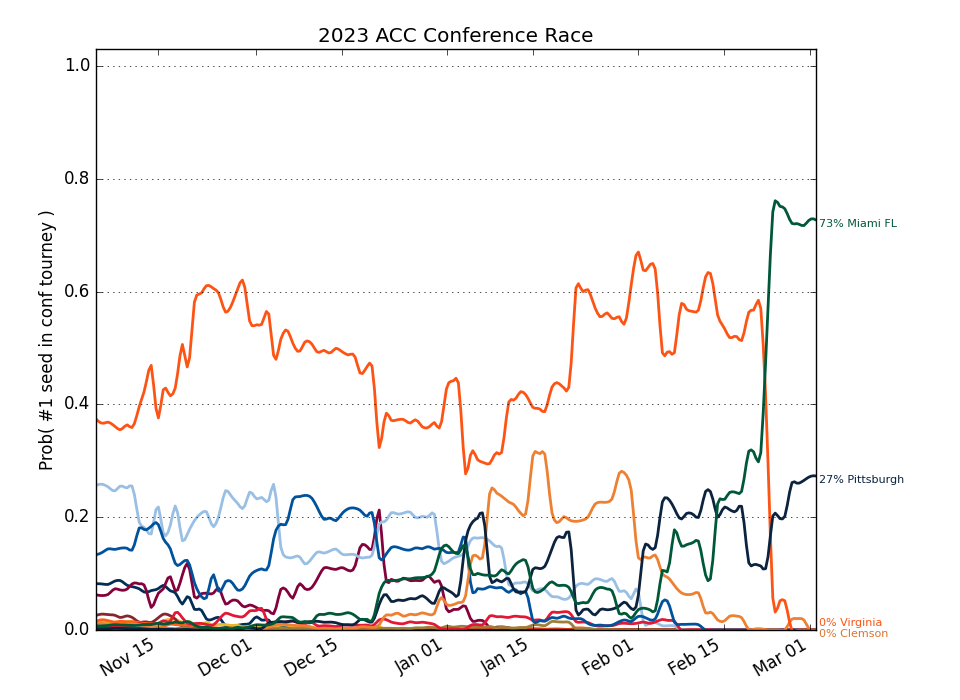 2023 ACC Conference Race
Prob( #1 seed in conf tourney )
1.0
0.8
0.6
0.4
0.2
0.0
73% Miami FL
27% Pittsburgh
0% Virginia
0% Clemson
Nov 15
Dec 01
Dec 15
Jan 01
Jan 15
Feb 01
Feb 15
Mar 01